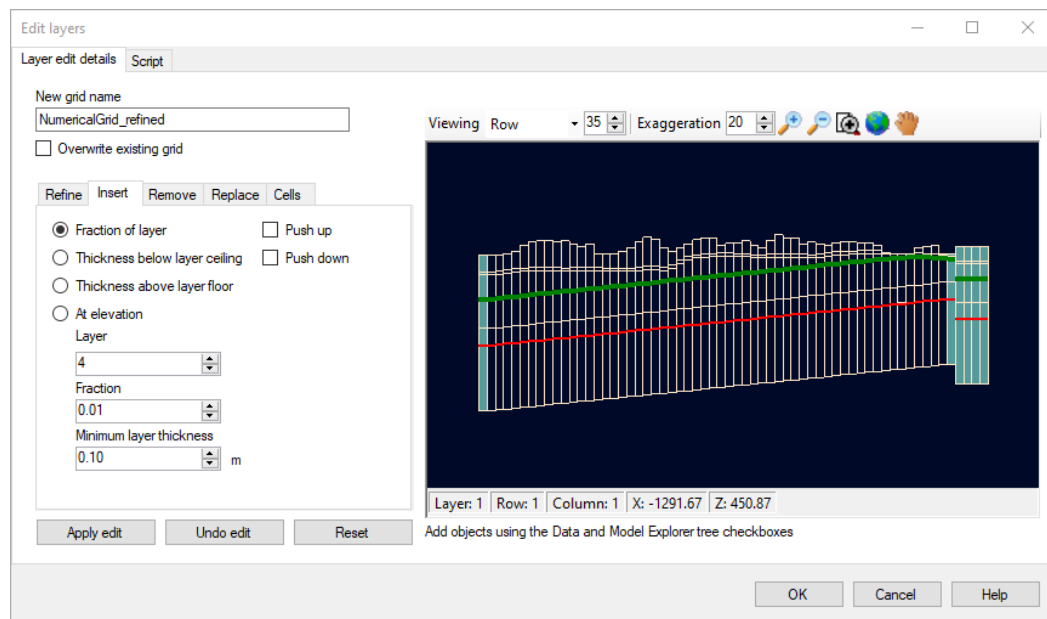 Edit layers
Layer edit details Script
New grid name
NumericalGrid_refined
Overwrite existing grid
Refine Insert Remove Replace Cells
Fraction of layer Push up
Thickness below layer ceiling Push down
Thickness above layer floor
At elevation
Layer
4
Fraction
0.01
Minimum layer thickness
0.10 m
Apply edit Undo edit Reset
Viewing Row 35 Exaggeration 20
Layer: 1 Row: 1 Column: 1 X: -1291.67 Z: 450.87
Add objects using the Data and Model Explorer tree checkboxes
OK Cancel Help